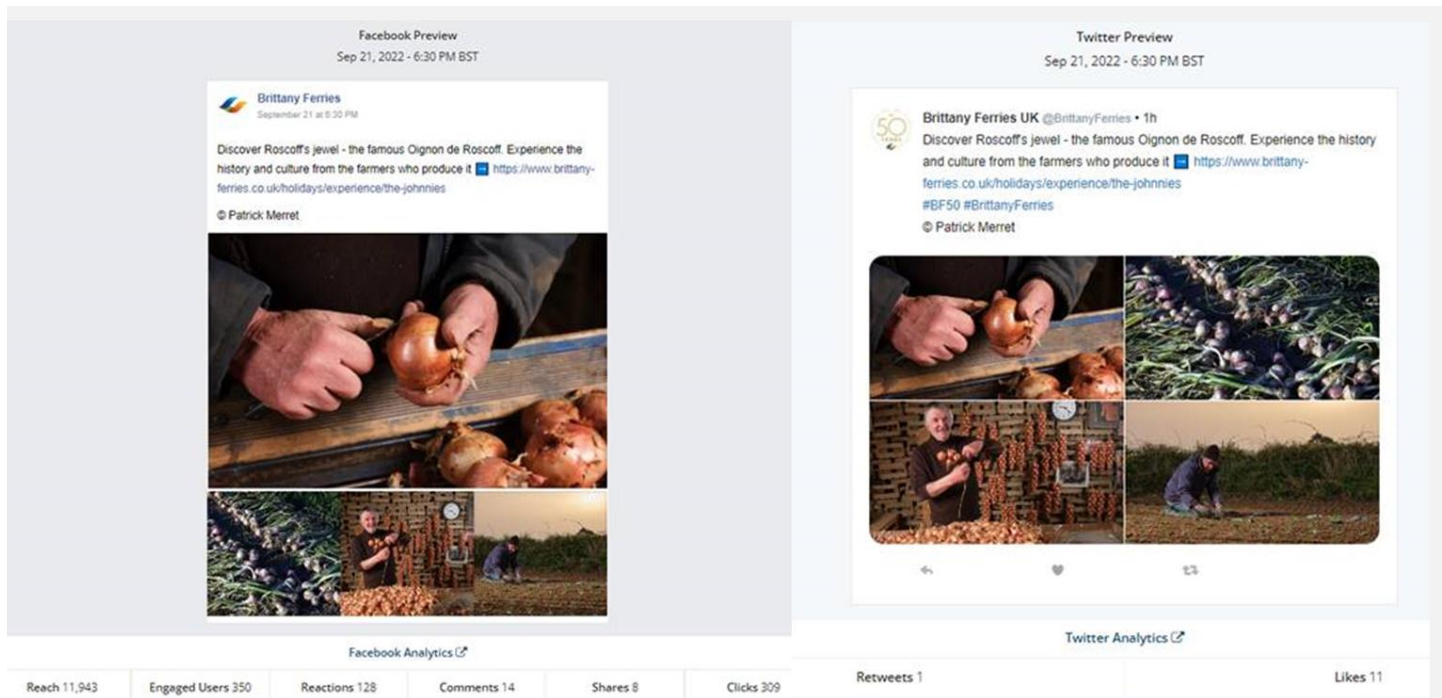 Facebook Preview
Sep 21, 2022 - 6:30 PM BST
Brittany Ferries
September 21 at 6:30 PM
Discover Roscoff's jewel - the famous Oignon de Roscoff. Experience the
history and culture from the farmers who produce it ➡ https://www.brittany-
ferries.co.uk/holidays/experience/the-johnnies
© Patrick Merret
Facebook Analytics
Reach 11,943 Engaged Users 350 Reactions 128 Comments 14 Shares 8 Clicks 309
Twitter Preview
Sep 21, 2022 - 6:30 PM BST
50
Brittany Ferries UK @BrittanyFerries • 1h
Discover Roscoff's jewel - the famous Oignon de Roscoff. Experience the history
and culture from the farmers who produce it ➡ https://www.brittany-
ferries.co.uk/holidays/experience/the-johnnies
#BF50 #BrittanyFerries
© Patrick Merret
Twitter Analytics
Retweets 1 Likes 11